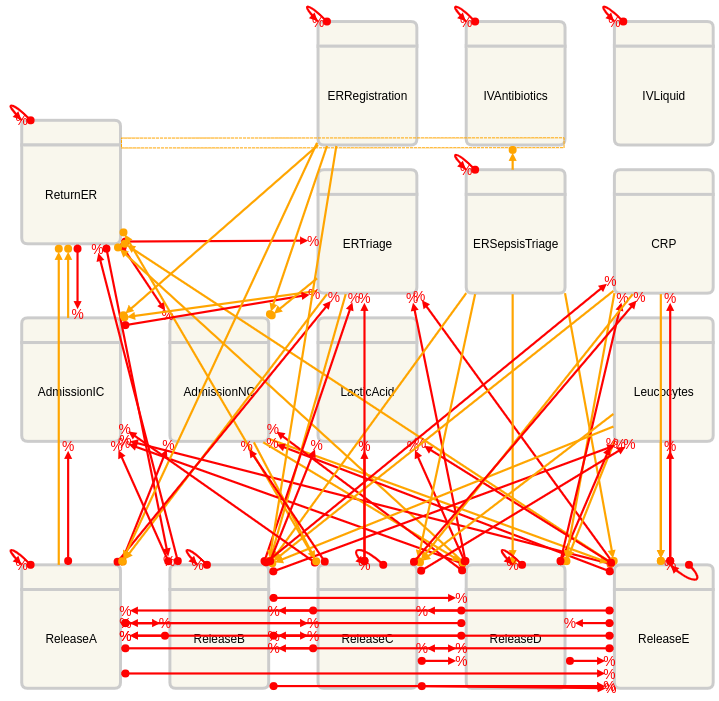 ERRegistration
IVAntibiotics
IVLiquid
ReturnER
ERTriage
ERSepsisTriage
CRP
AdmissionIC
AdmissionNC
LacticAcid
Leucocytes
ReleaseA
ReleaseB
ReleaseC
ReleaseD
ReleaseE